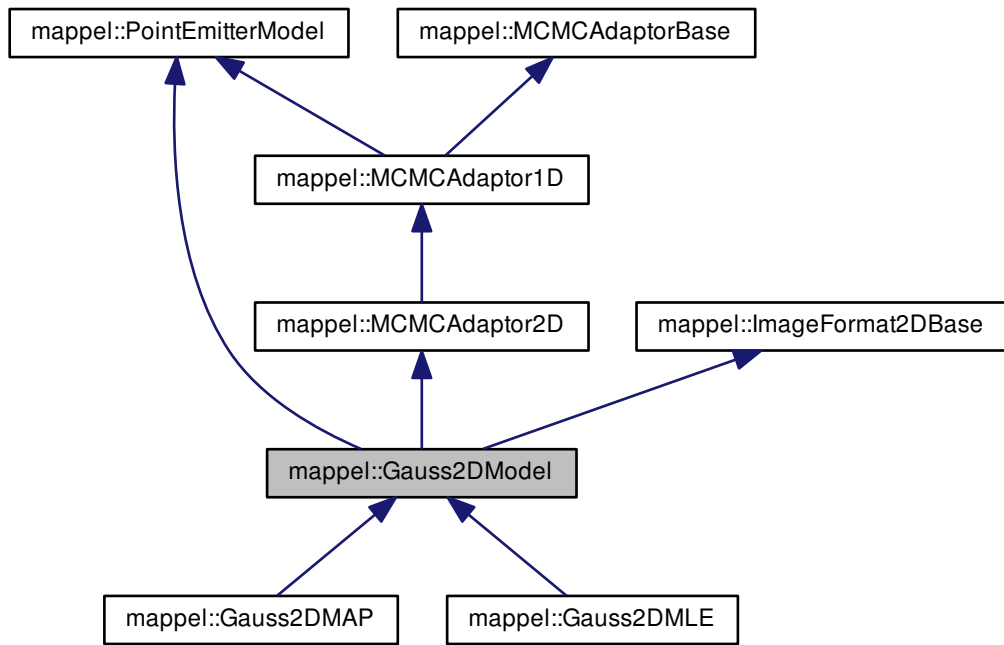 mappel::PointEmitterModel
mappel::MCMCAdaptorBase
mappel::MCMCAdaptor1D
mappel::MCMCAdaptor2D
mappel::ImageFormat2DBase
mappel::Gauss2DModel
mappel::Gauss2DMAP
mappel::Gauss2DMLE